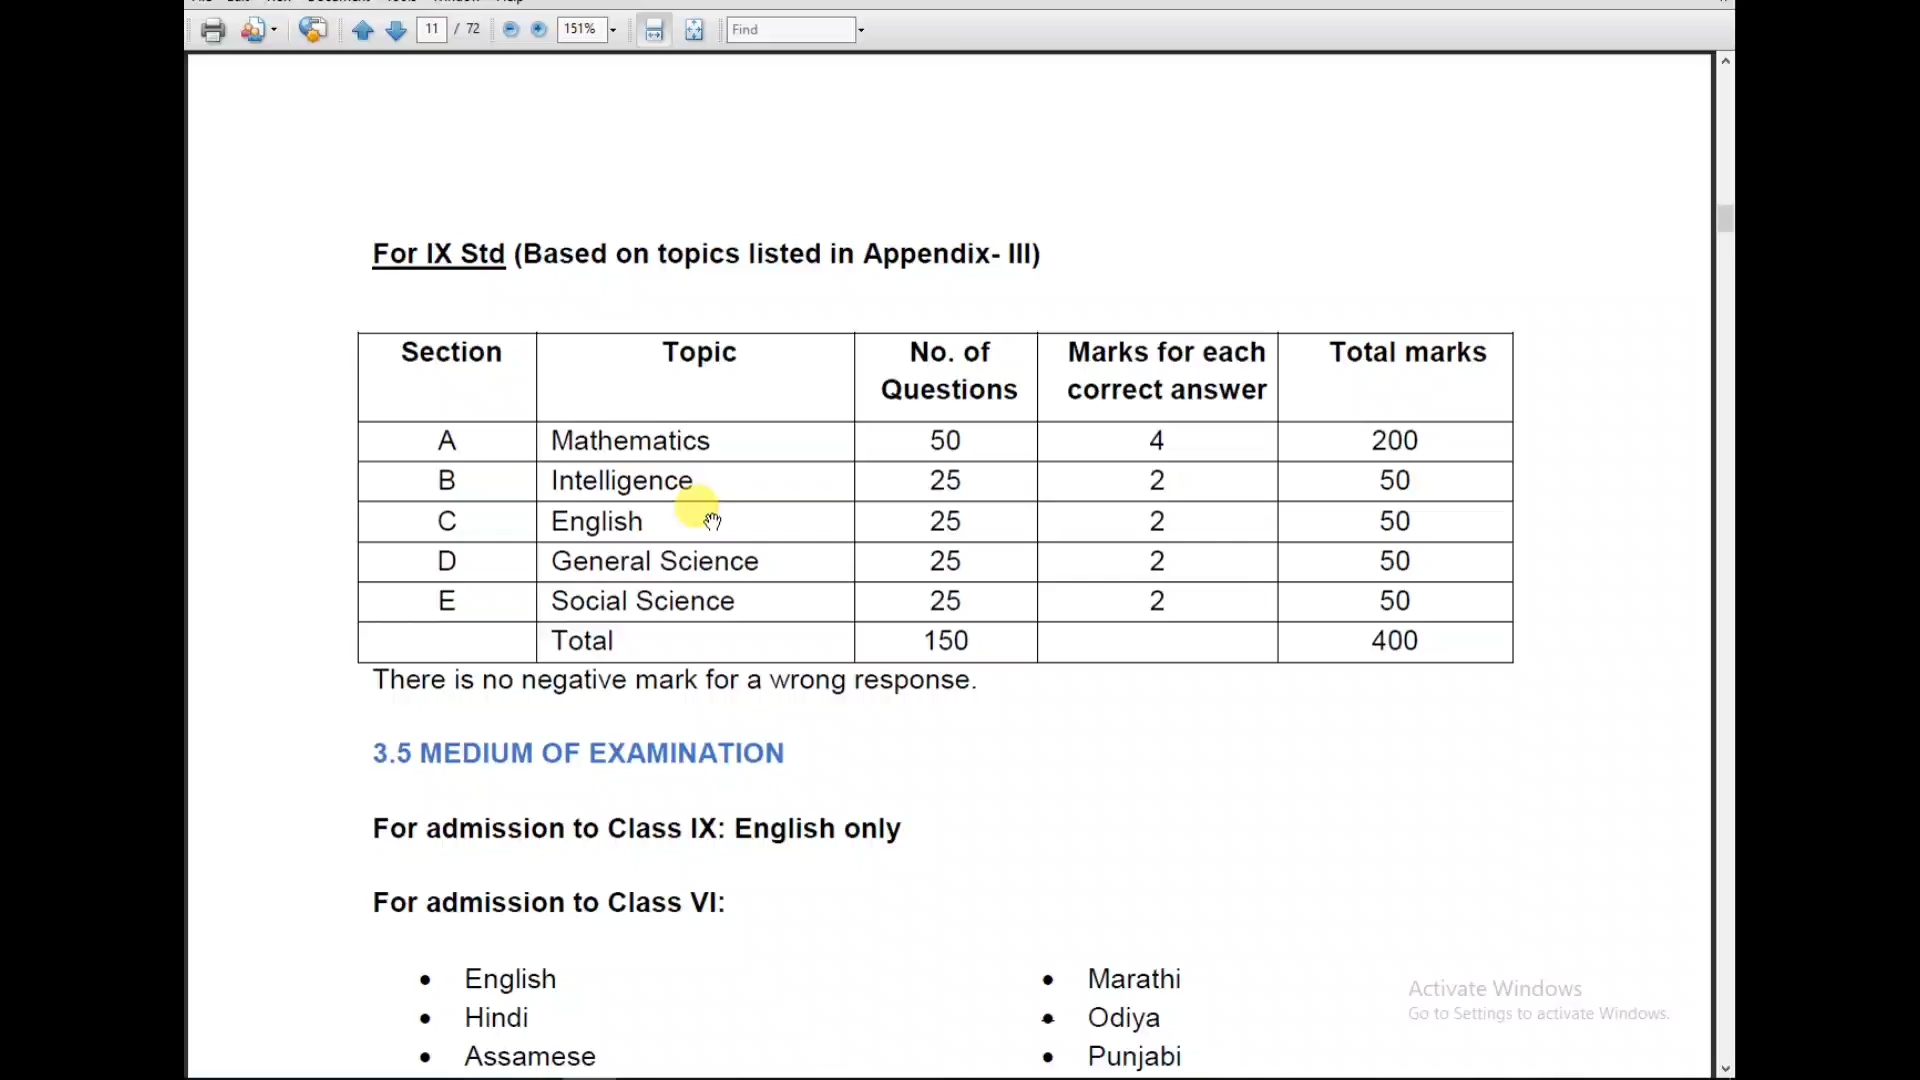 11 / 72 151% Find
For IX Std (Based on topics listed in Appendix- III)
Section Topic No. of Questions Marks for each correct answer Total marks
A Mathematics 50 4 200
B Intelligence 25 2 50
C English 25 2 50
D General Science 25 2 50
E Social Science 25 2 50
Total 150 400
There is no negative mark for a wrong response.
3.5 MEDIUM OF EXAMINATION
For admission to Class IX: English only
For admission to Class VI:
• English
• Hindi
• Assamese
• Marathi
• Odiya
• Punjabi
Activate Windows
Go to Settings to activate Windows.